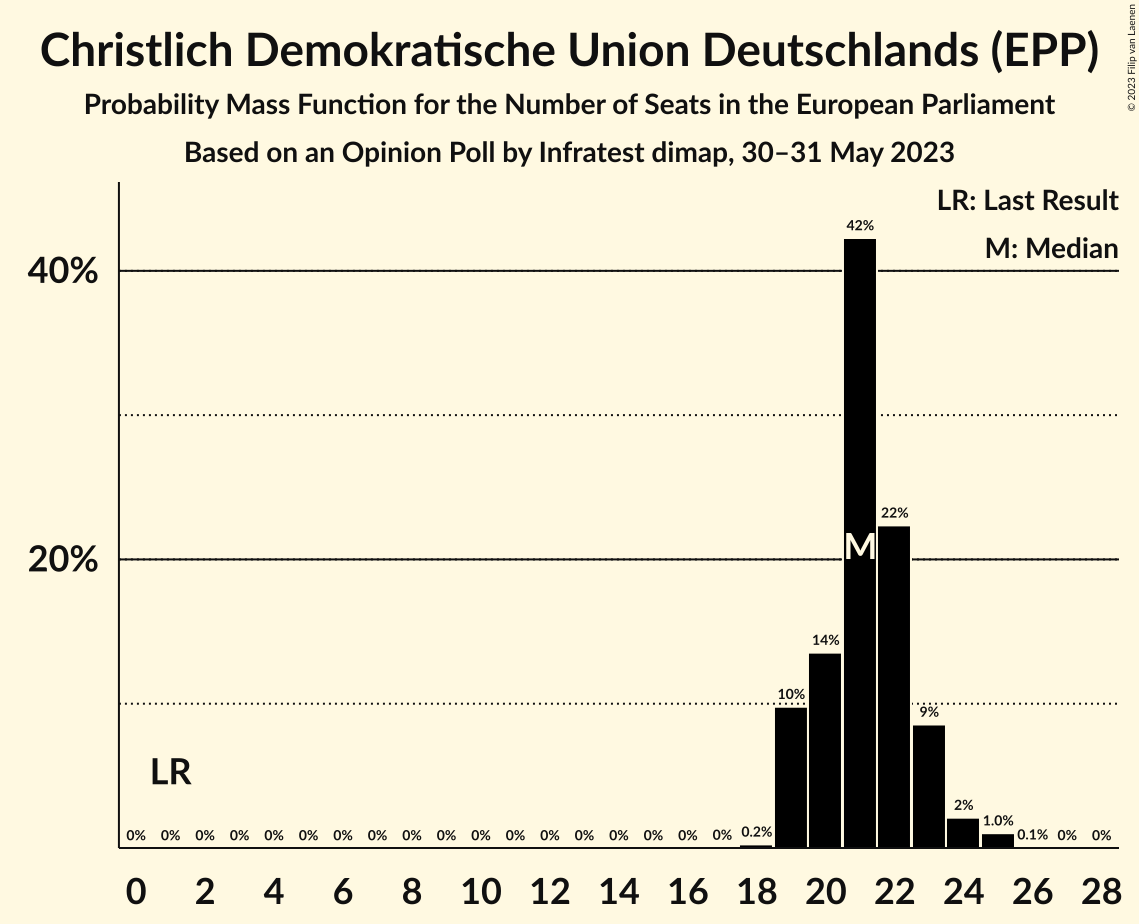 Christlich Demokratische Union Deutschlands (EPP)
Probability Mass Function for the Number of Seats in the European Parliament
Based on an Opinion Poll by Infratest dimap, 30–31 May 2023
© 2023 Filip van Laenen
LR: Last Result
M: Median
42%
40%
22%
M
20%
14%
10%
9%
LR
2%
1.0%
0% 0% 0% 0% 0% 0% 0% 0% 0% 0% 0% 0% 0% 0% 0% 0% 0% 0% 0.2% 0.1% 0% 0%
0 2 4 6 8 10 12 14 16 18 20 22 24 26 28